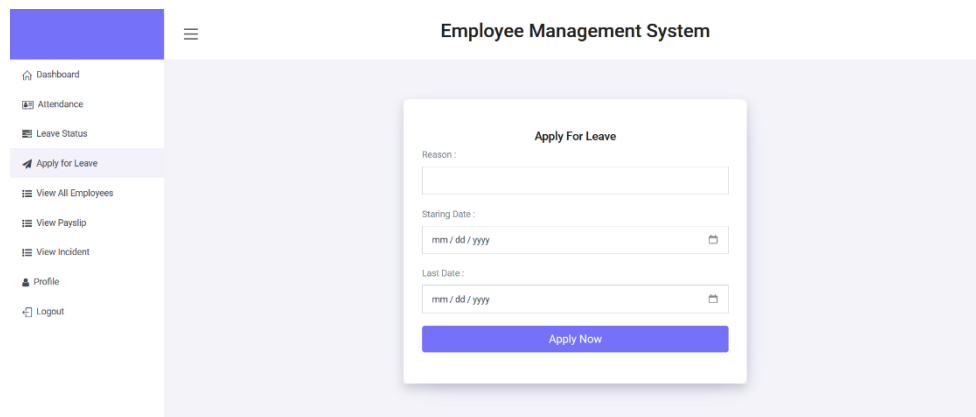 Employee Management System
Dashboard
Attendance
Leave Status
Apply for Leave
View All Employees
View Payslip
View Incident
Profile
Logout
Apply For Leave
Reason :
Staring Date :
mm / dd / yyyy
Last Date :
mm / dd / yyyy
Apply Now